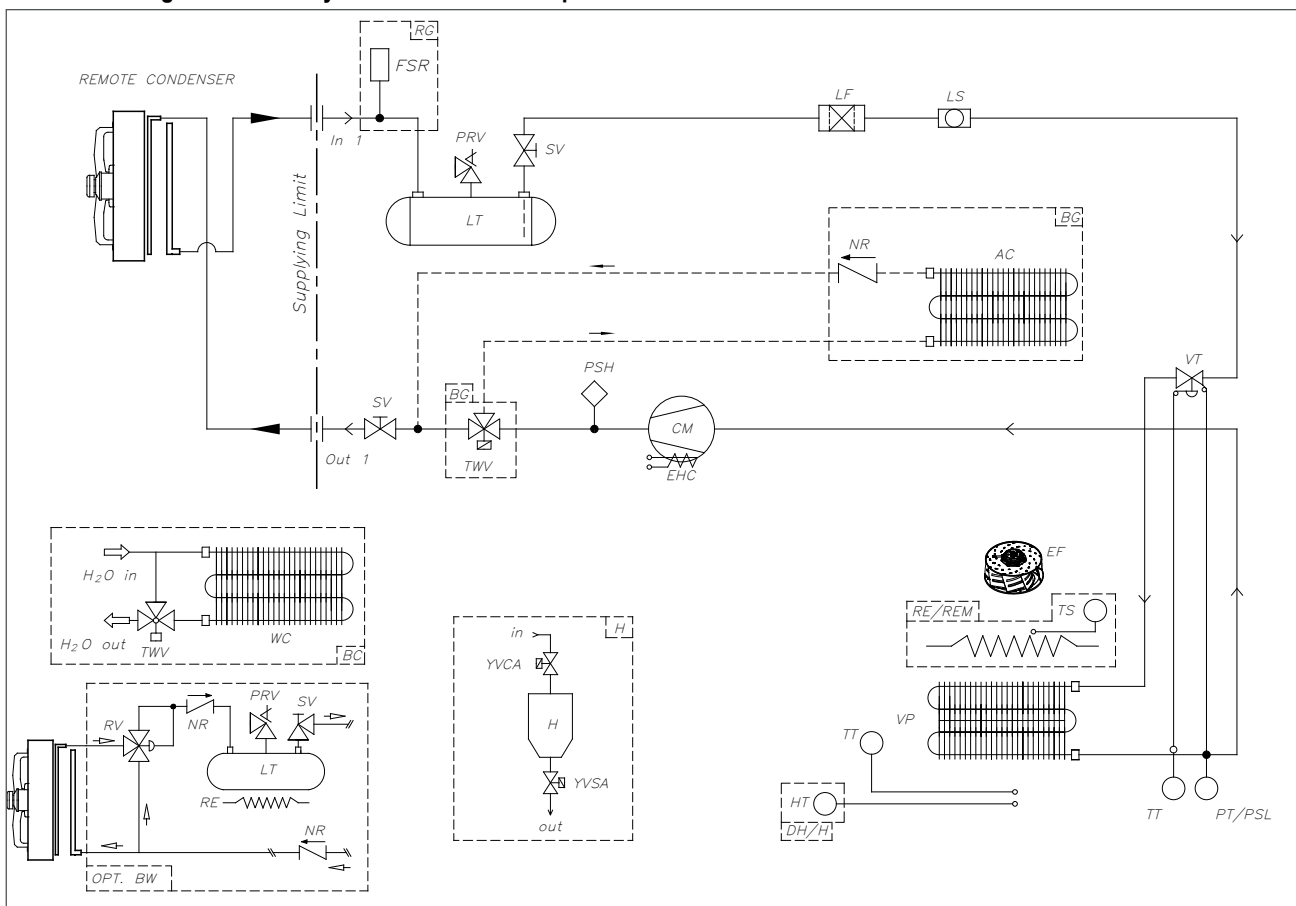 RG
FSR
REMOTE CONDENSER
LF
LS
In 1
PRV
SV
LT
BG
NR
AC
Supplying Limit
VT
PSH
SV
BG
CM
Out 1
TWV
EHC
EF
RE/REM
TS
H2O in
H2O out
TWV
WC
BC
in
H
YVCA
H
YVSA
out
VP
TT
HT
DH/H
TT
PT/PSL
RV
NR
PRV
SV
LT
RE
NR
OPT. BW